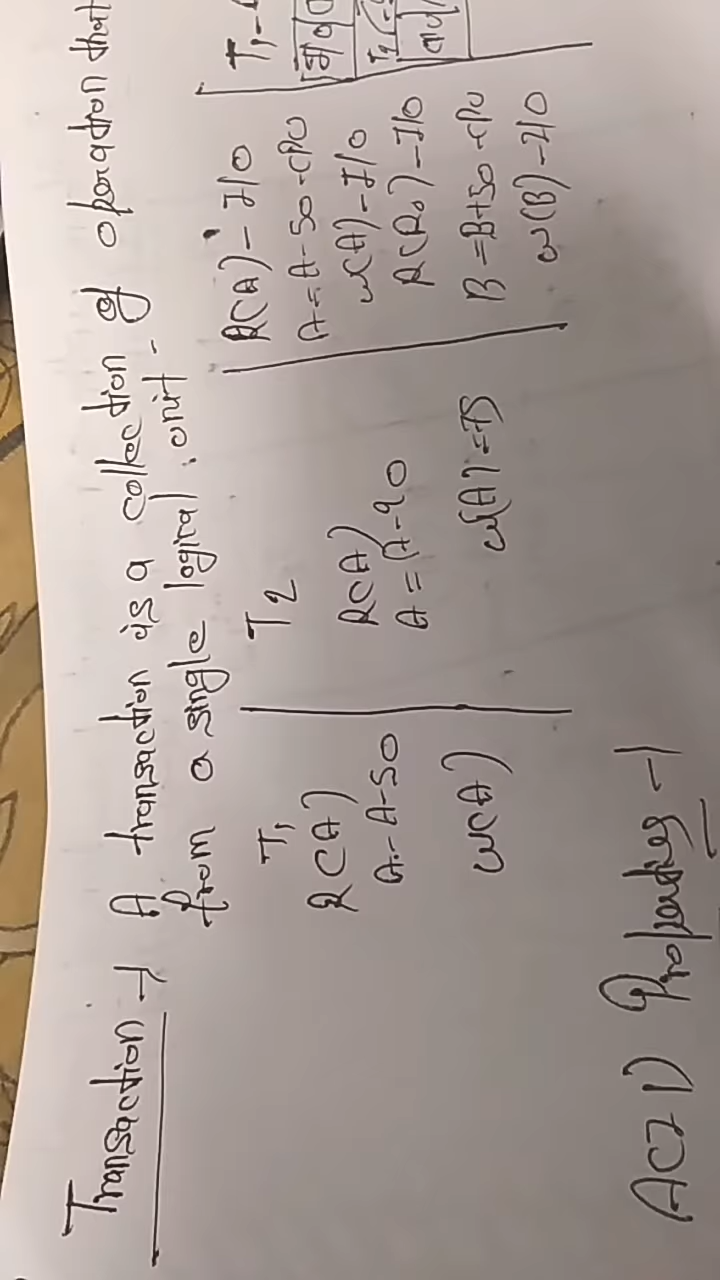 Transaction → A transaction is a collection of operation that
from a single logical unit.
T1 T2
R(A)
A=A-50
W(A)
R(A)
A=A-20
W(A)=75
R(A) - I/O
A=A-50-CPU
W(A) - I/O
B=B+50-CPU
W(B) - I/O
ACID Properties →